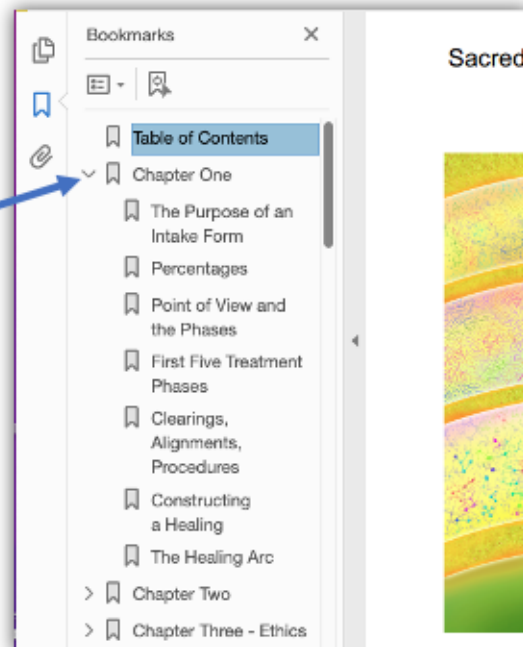 Bookmarks
Sacred
Table of Contents
Chapter One
The Purpose of an
Intake Form
Percentages
Point of View and
the Phases
First Five Treatment
Phases
Clearings,
Alignments,
Procedures
Constructing
a Healing
The Healing Arc
Chapter Two
Chapter Three - Ethics